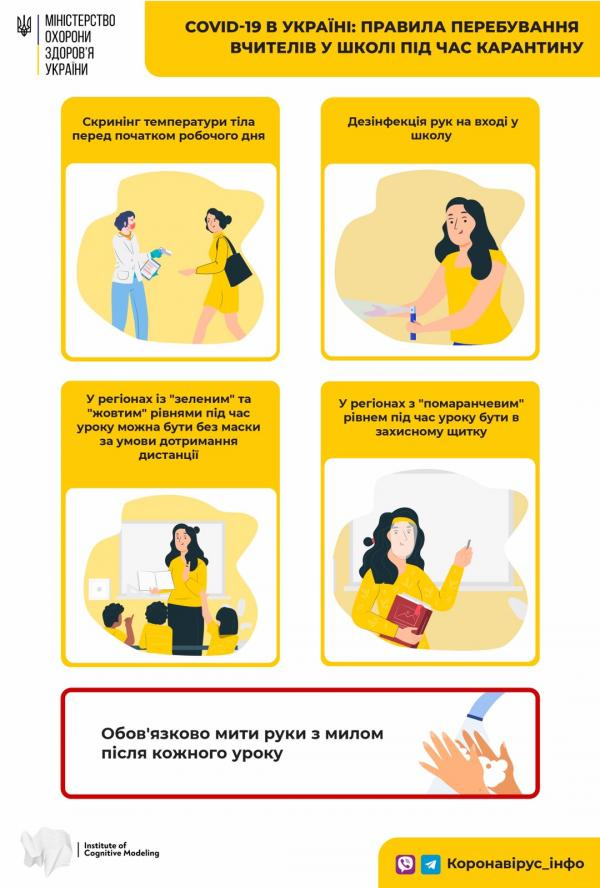 МІНІСТЕРСТВО
ОХОРОНИ
ЗДОРОВ'Я
УКРАЇНИ
COVID-19 В УКРАЇНІ: ПРАВИЛА ПЕРЕБУВАННЯ
ВЧИТЕЛІВ У ШКОЛІ ПІД ЧАС КАРАНТИНУ
Скринінг температури тіла
перед початком робочого дня
Дезінфекція рук на вході у
школу
У регіонах із "зеленим" та
"жовтим" рівнями під час
уроку можна бути без маски
за умови дотримання
дистанції
У регіонах з "помаранчевим"
рівнем під час уроку бути в
захисному щитку
Обов'язково мити руки з милом
після кожного уроку
Institute of
Cognitive Modeling
Коронавірус_інфо